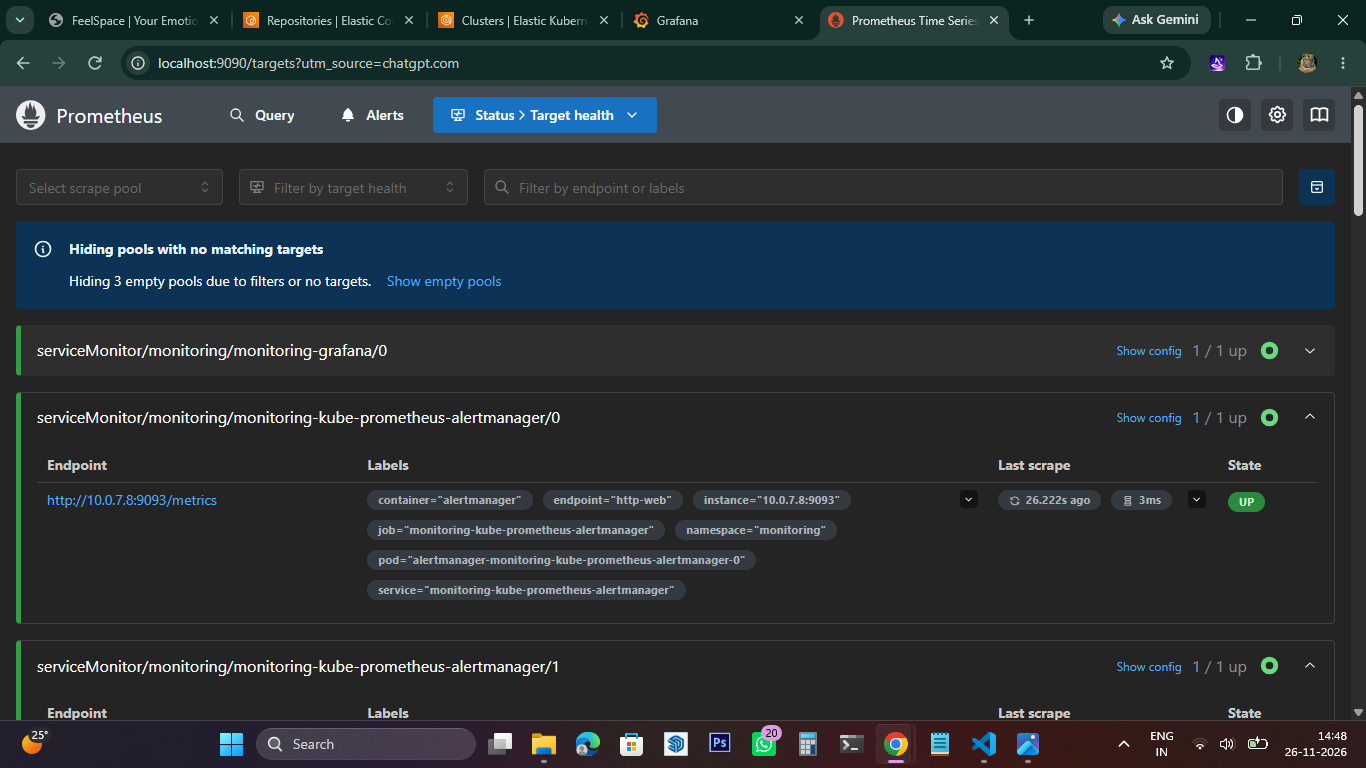 FeelSpace | Your Emotio
Repositories | Elastic Co
Clusters | Elastic Kubern
Grafana
Prometheus Time Series
Ask Gemini
localhost:9090/targets?utm_source=chatgpt.com
Prometheus
Query
Alerts
Status > Target health
Select scrape pool
Filter by target health
Filter by endpoint or labels
Hiding pools with no matching targets
Hiding 3 empty pools due to filters or no targets. Show empty pools
serviceMonitor/monitoring/monitoring-grafana/0
Show config 1 / 1 up
serviceMonitor/monitoring/monitoring-kube-prometheus-alertmanager/0
Show config 1 / 1 up
Endpoint Labels Last scrape State
http://10.0.7.8:9093/metrics container="alertmanager" endpoint="http-web" instance="10.0.7.8:9093" 26.222s ago 3ms UP
job="monitoring-kube-prometheus-alertmanager" namespace="monitoring"
pod="alertmanager-monitoring-kube-prometheus-alertmanager-0"
service="monitoring-kube-prometheus-alertmanager"
serviceMonitor/monitoring/monitoring-kube-prometheus-alertmanager/1
Show config 1 / 1 up
Endpoint Labels Last scrape State
25°
Search
Ps
20
ENG
IN
14:48
26-11-2026